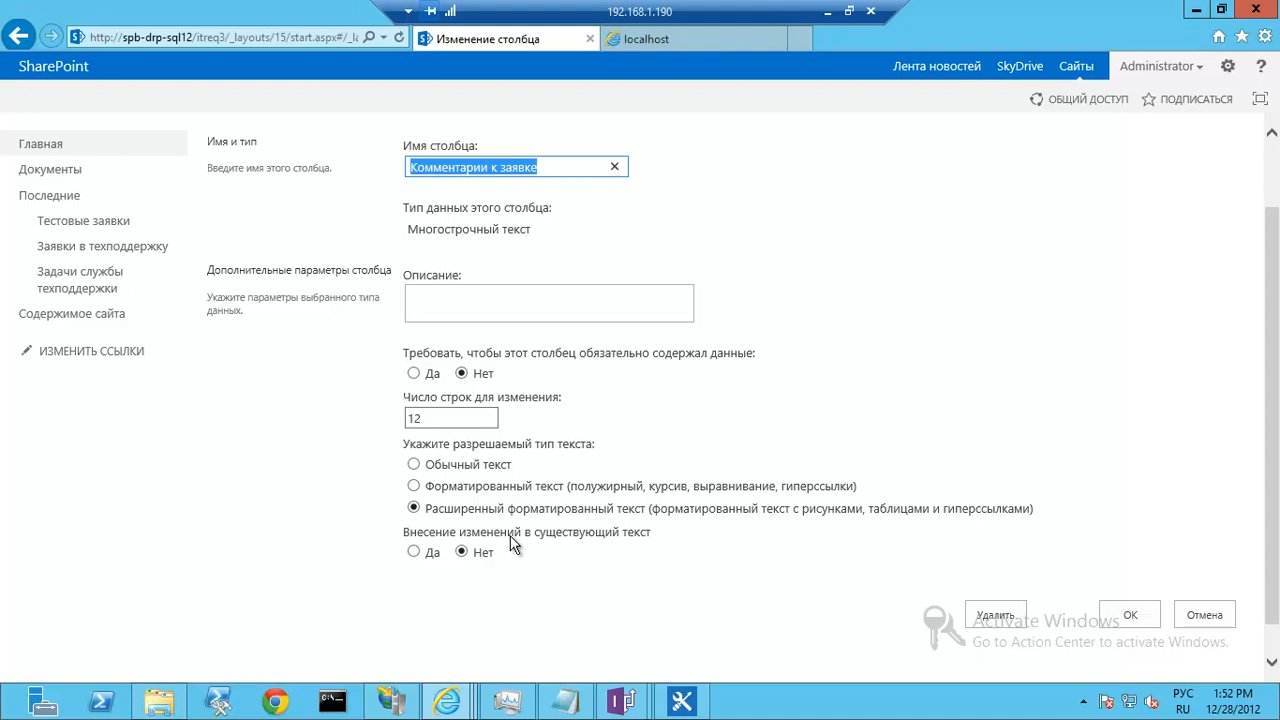 192.168.1.190
http://spb-drp-sql12/itreq3/_layouts/15/start.aspx#/_la
Изменение столбца
localhost
SharePoint
Лента новостей
SkyDrive
Сайты
Administrator
ОБЩИЙ ДОСТУП
ПОДПИСАТЬСЯ
Главная
Документы
Последние
Тестовые заявки
Заявки в техподдержку
Задачи службы
техподдержки
Содержимое сайта
ИЗМЕНИТЬ ССЫЛКИ
Имя и тип
Введите имя этого столбца.
Имя столбца:
Комментарии к заявке
Тип данных этого столбца:
Многострочный текст
Дополнительные параметры столбца
Укажите параметры выбранного типа
данных.
Описание:
Требовать, чтобы этот столбец обязательно содержал данные:
Да
Нет
Число строк для изменения:
12
Укажите разрешаемый тип текста:
Обычный текст
Форматированный текст (полужирный, курсив, выравнивание, гиперссылки)
Расширенный форматированный текст (форматированный текст с рисунками, таблицами и гиперссылками)
Внесение изменений в существующий текст
Да
Нет
Удалить
ОК
Отмена
Activate Windows
Go to Action Center to activate Windows.
РУС
RU
1:52 PM
12/28/2012